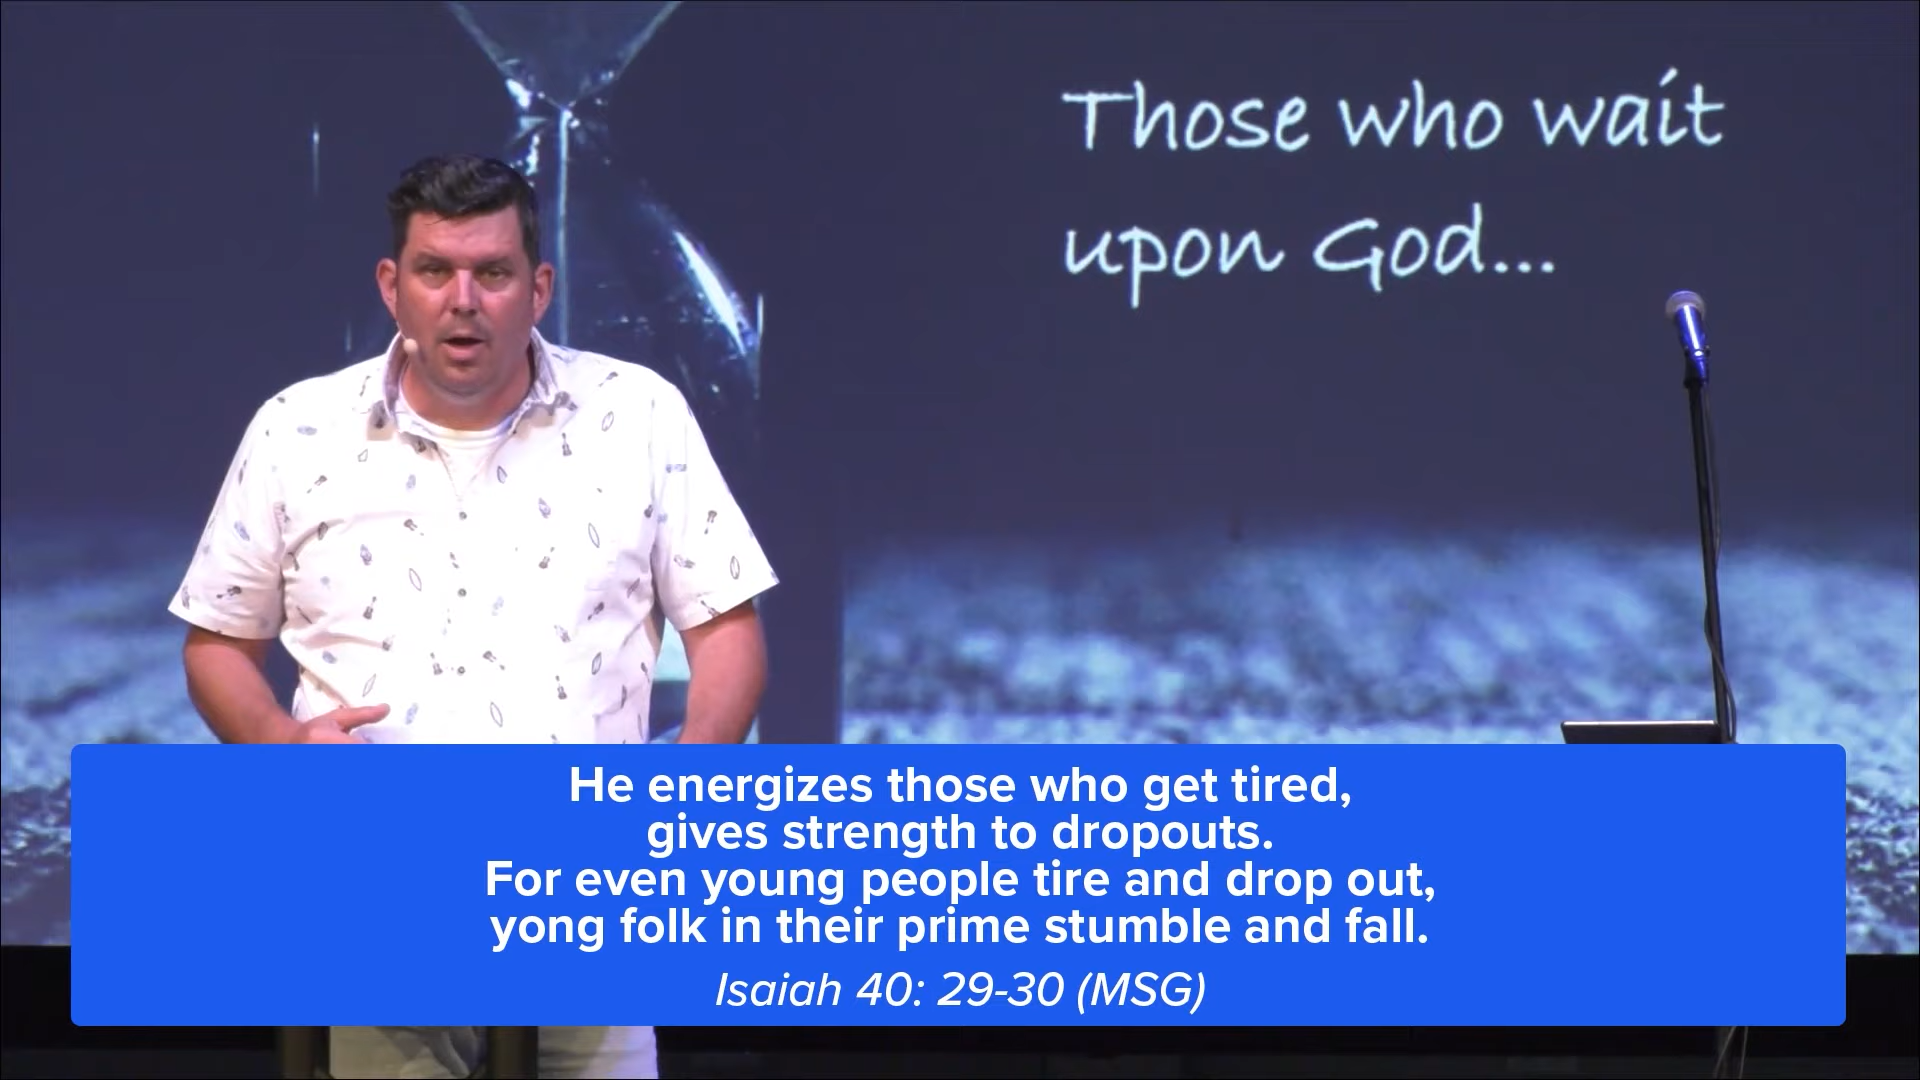 Those who wait
upon God...
He energizes those who get tired,
gives strength to dropouts.
For even young people tire and drop out,
yong folk in their prime stumble and fall.
Isaiah 40: 29-30 (MSG)